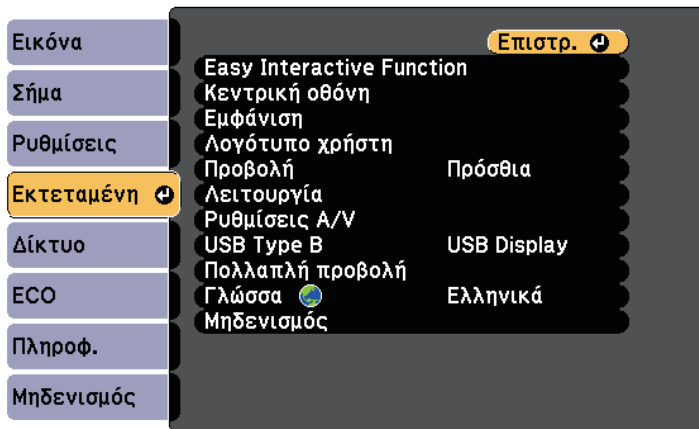 Εικόνα
Σήμα
Ρυθμίσεις
Εκτεταμένη
Δίκτυο
ECO
Πληροφ.
Μηδενισμός
Επιστρ.
Easy Interactive Function
Κεντρική οθόνη
Εμφάνιση
Λογότυπο χρήστη
Προβολή Πρόσθια
Λειτουργία
Ρυθμίσεις A/V
USB Type B USB Display
Πολλαπλή προβολή
Γλώσσα Ελληνικά
Μηδενισμός